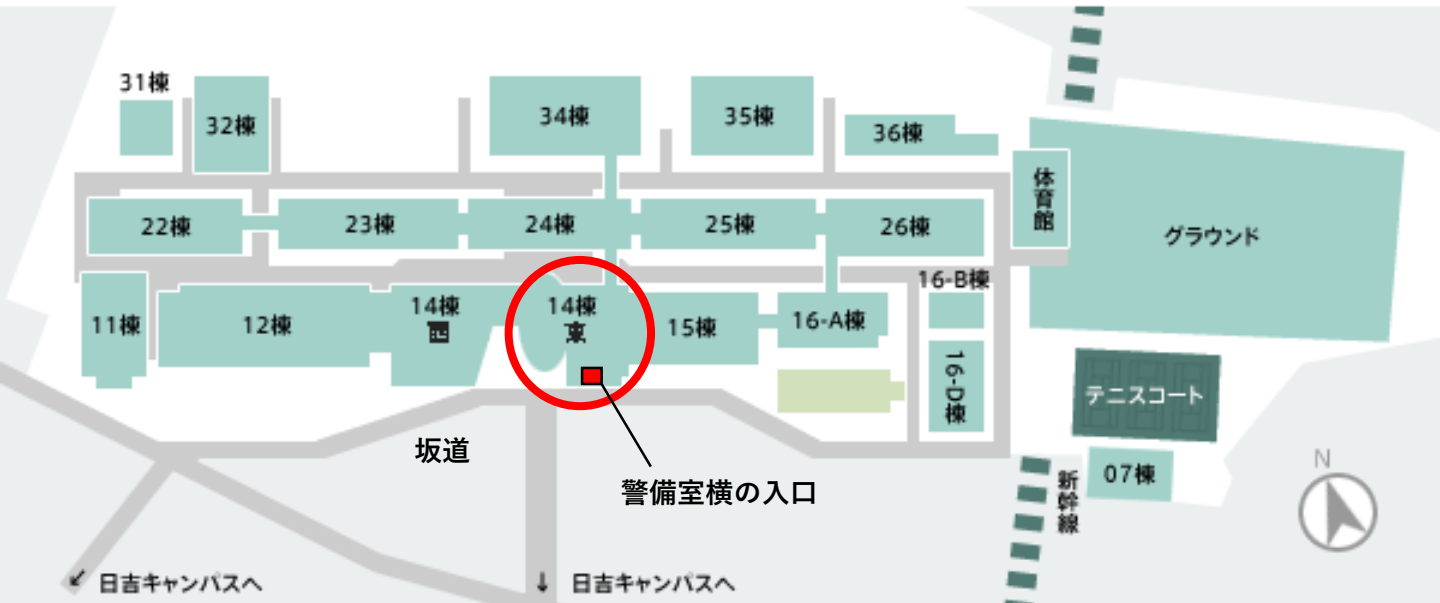 31棟
32棟
34棟
35棟
36棟
体育館
グラウンド
22棟
23棟
24棟
25棟
26棟
16-B棟
11棟
12棟
14棟
14棟
15棟
16-A棟
16-D棟
テニスコート
07棟
新幹線
N
坂道
警備室横の入口
↙ 日吉キャンパスへ
↓ 日吉キャンパスへ